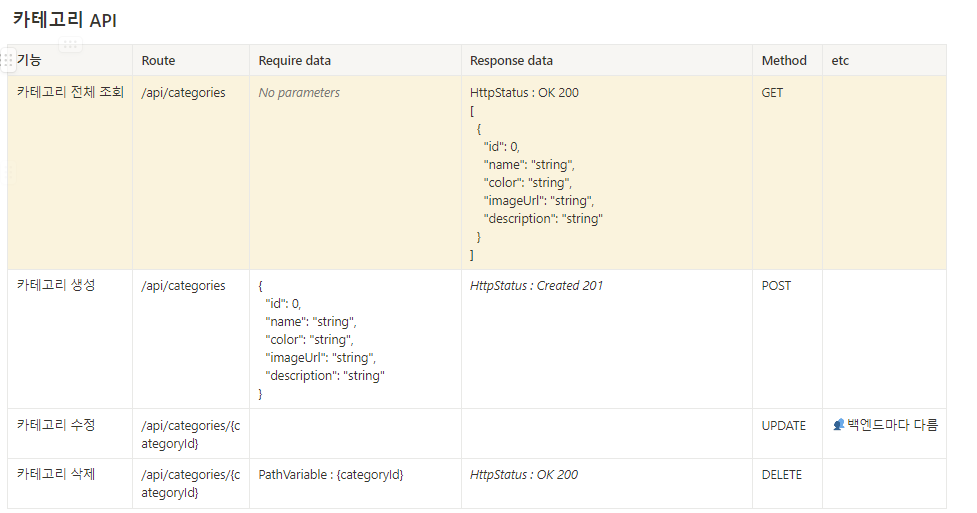 카테고리 API
기능 Route Require data Response data Method etc
카테고리 전체 조회 /api/categories No parameters HttpStatus : OK 200 GET
[
{
"id": 0,
"name": "string",
"color": "string",
"imageUrl": "string",
"description": "string"
}
]
카테고리 생성 /api/categories { HttpStatus : Created 201 POST
"id": 0,
"name": "string",
"color": "string",
"imageUrl": "string",
"description": "string"
}
카테고리 수정 /api/categories/{c UPDATE 백엔드마다 다름
ategoryId}
카테고리 삭제 /api/categories/{c PathVariable : {categoryId} HttpStatus : OK 200 DELETE
ategoryId}